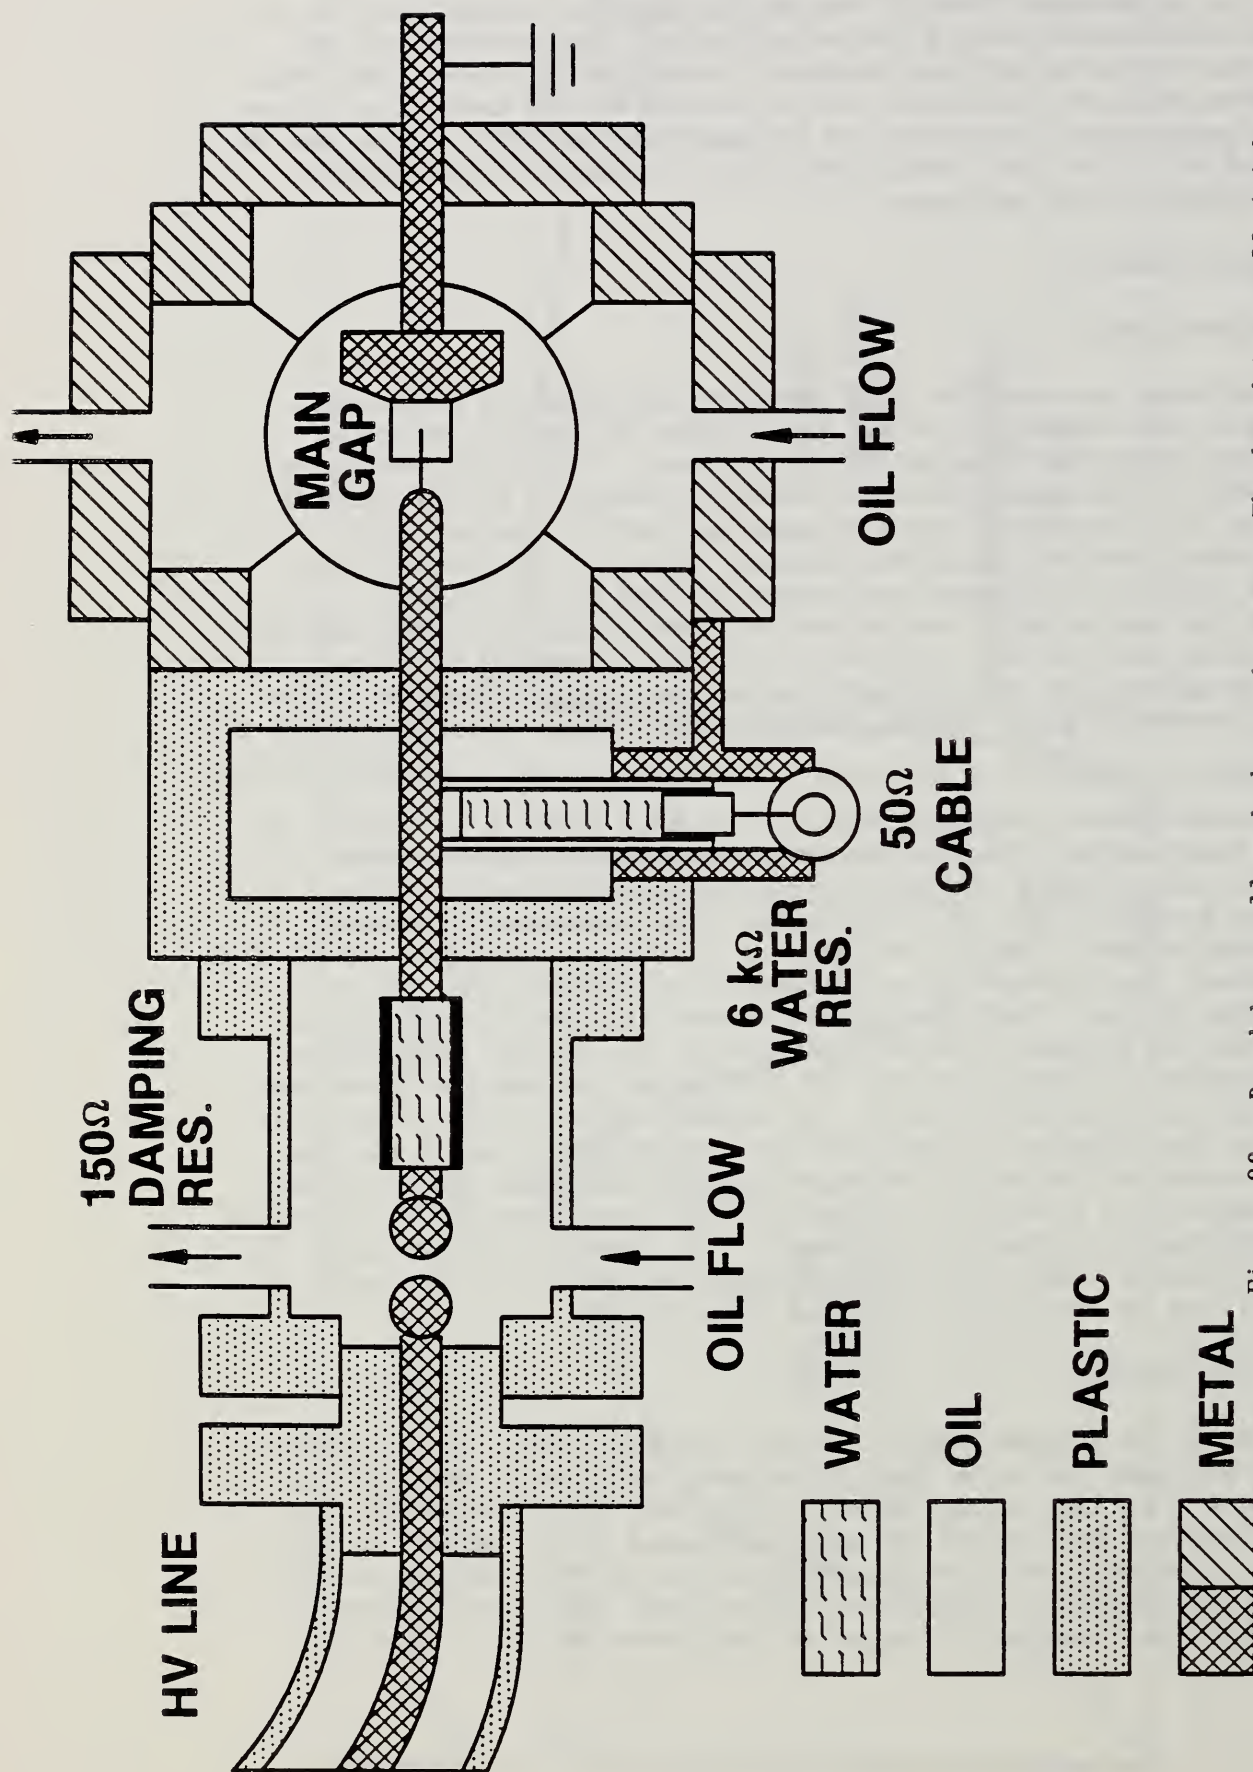 HV LINE
150Ω
DAMPING
RES.
MAIN
GAP
OIL FLOW
6 kΩ
WATER
RES.
50Ω
CABLE
OIL FLOW
WATER
OIL
PLASTIC
METAL